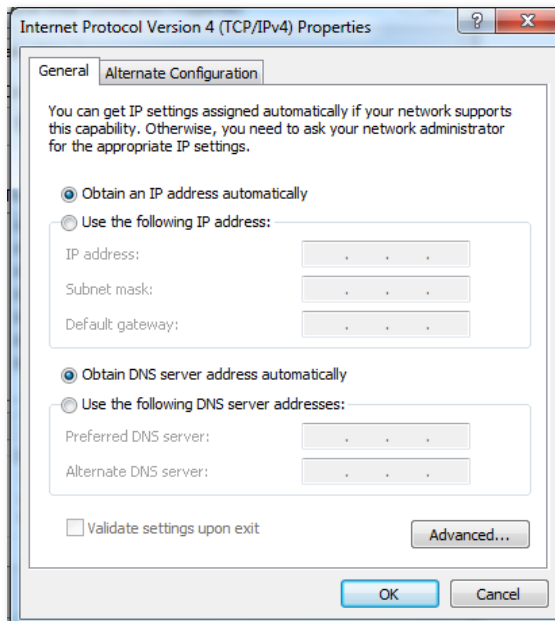 Internet Protocol Version 4 (TCP/IPv4) Properties
General
Alternate Configuration
You can get IP settings assigned automatically if your network supports
this capability. Otherwise, you need to ask your network administrator
for the appropriate IP settings.
Obtain an IP address automatically
Use the following IP address:
IP address:
Subnet mask:
Default gateway:
Obtain DNS server address automatically
Use the following DNS server addresses:
Preferred DNS server:
Alternate DNS server:
Validate settings upon exit
Advanced...
OK
Cancel